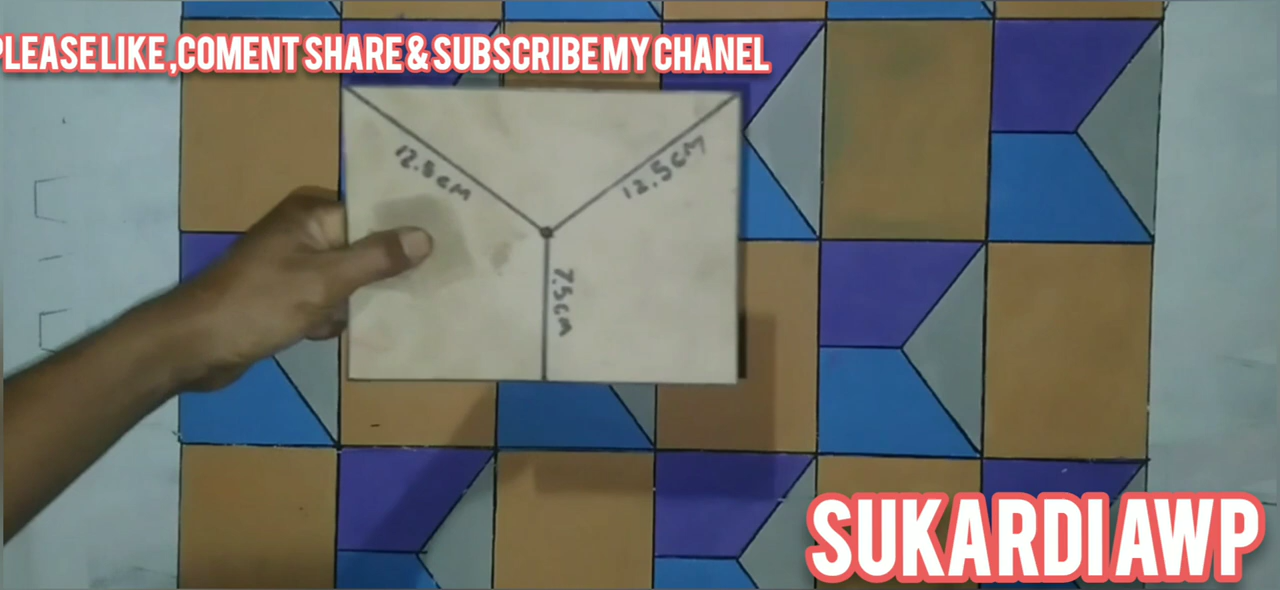 PLEASE LIKE ,COMENT SHARE & SUBSCRIBE MY CHANEL
12.5cm
12.5cm
7.5cm
SUKARDI AWP